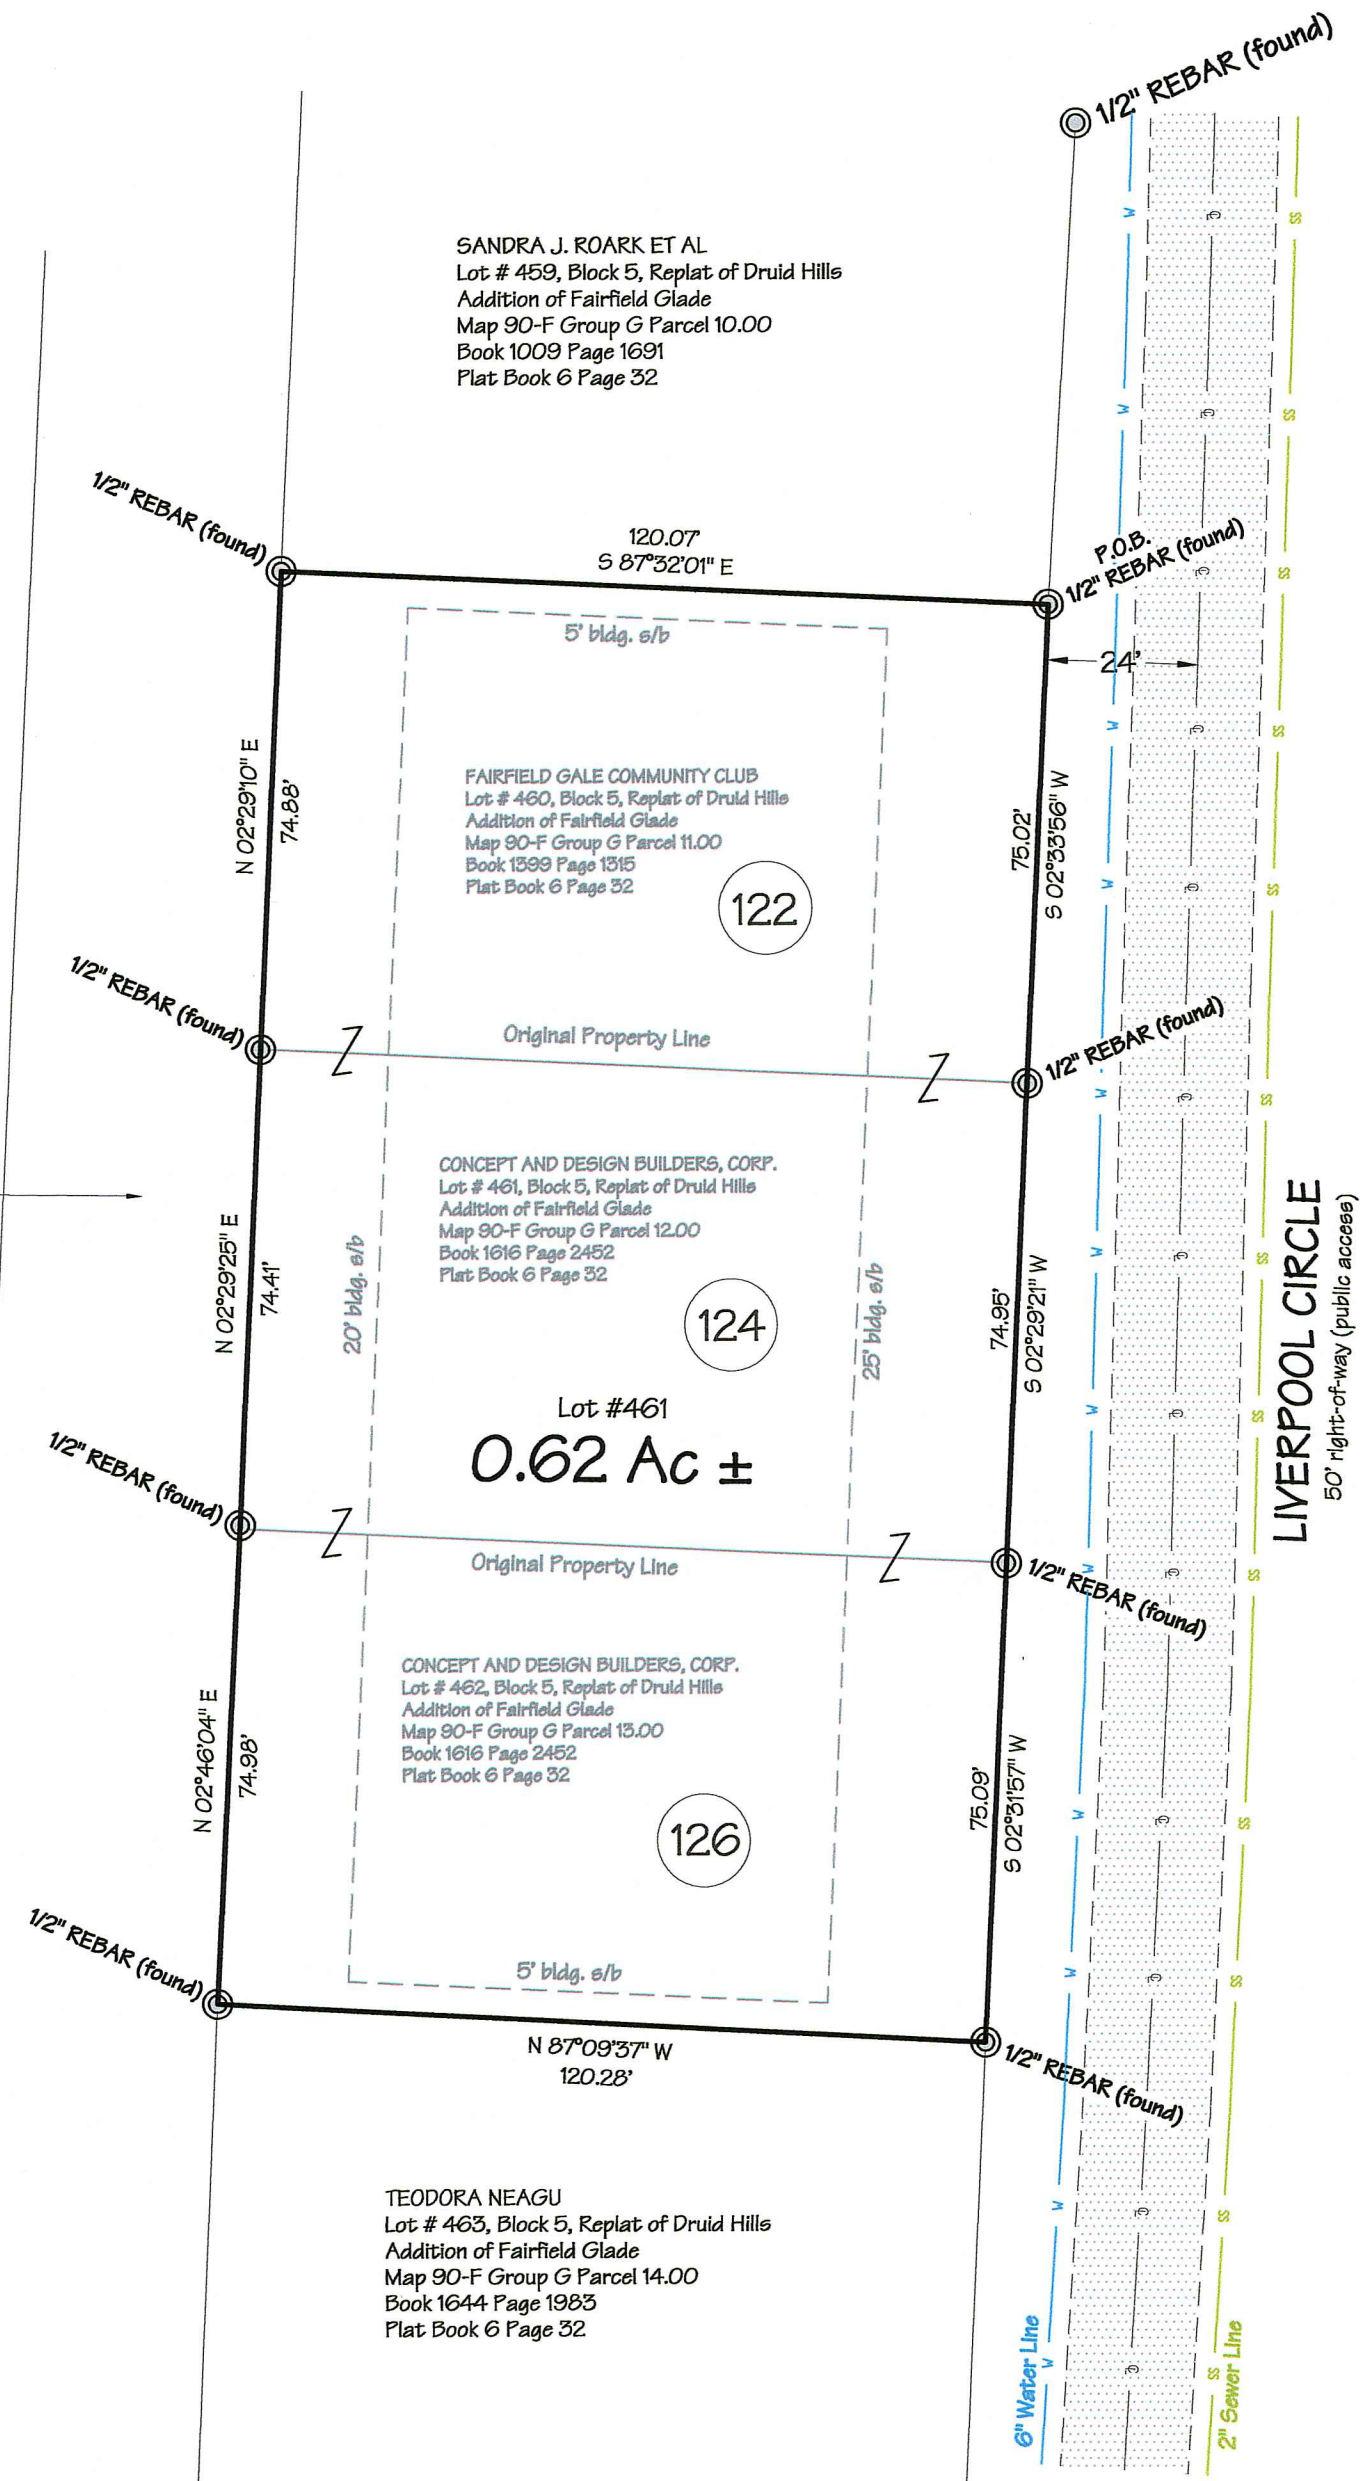 1/2" REBAR (found)
SANDRA J. ROARK ET AL
Lot # 459, Block 5, Replat of Druid Hills
Addition of Fairfield Glade
Map 90-F Group G Parcel 10.00
Book 1009 Page 1691
Plat Book 6 Page 32
1/2" REBAR (found)
120.07'
S 87°32'01" E
P.O.B.
1/2" REBAR (found)
5' bldg. s/b
24'
N 02°29'10" E
74.88'
FAIRFIELD GALE COMMUNITY CLUB
Lot # 460, Block 5, Replat of Druid Hills
Addition of Fairfield Glade
Map 90-F Group G Parcel 11.00
Book 1399 Page 1315
Plat Book 6 Page 32
122
75.02'
S 02°33'56" W
1/2" REBAR (found)
Original Property Line
1/2" REBAR (found)
CONCEPT AND DESIGN BUILDERS, CORP.
Lot # 461, Block 5, Replat of Druid Hills
Addition of Fairfield Glade
Map 90-F Group G Parcel 12.00
Book 1616 Page 2452
Plat Book 6 Page 32
N 02°29'25" E
74.41'
20' bldg. s/b
124
25' bldg. s/b
74.95'
S 02°29'21" W
LIVERPOOL CIRCLE
50' right-of-way (public access)
Lot #461
0.62 Ac ±
1/2" REBAR (found)
Original Property Line
1/2" REBAR (found)
CONCEPT AND DESIGN BUILDERS, CORP.
Lot # 462, Block 5, Replat of Druid Hills
Addition of Fairfield Glade
Map 90-F Group G Parcel 13.00
Book 1616 Page 2452
Plat Book 6 Page 32
N 02°46'04" E
74.98'
126
75.09'
S 02°31'57" W
1/2" REBAR (found)
5' bldg. s/b
N 87°09'37" W
120.28'
1/2" REBAR (found)
TEODORA NEAGU
Lot # 463, Block 5, Replat of Druid Hills
Addition of Fairfield Glade
Map 90-F Group G Parcel 14.00
Book 1644 Page 1983
Plat Book 6 Page 32
6" Water Line
2" Sewer Line